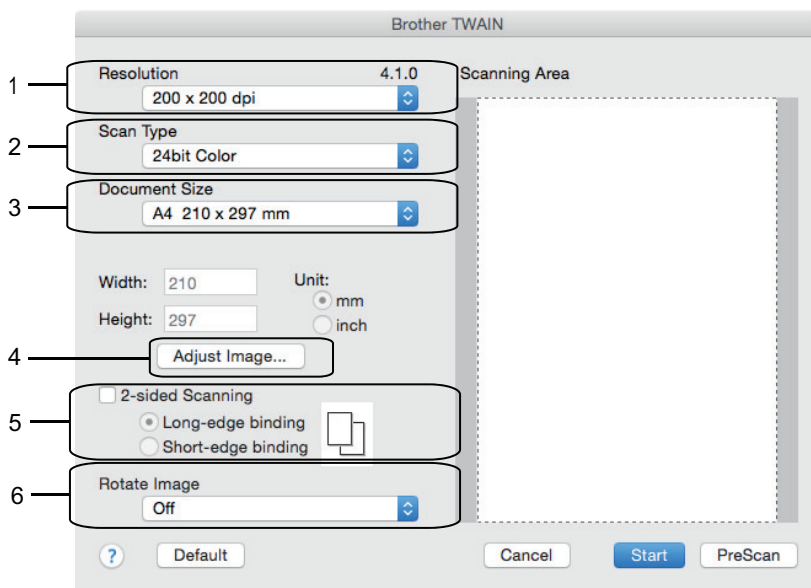 Brother TWAIN
1
Resolution 4.1.0
200 x 200 dpi
Scanning Area
2
Scan Type
24bit Color
3
Document Size
A4 210 x 297 mm
Width: 210
Unit:
mm
Height: 297
inch
4
Adjust Image...
5
2-sided Scanning
Long-edge binding
Short-edge binding
6
Rotate Image
Off
? Default Cancel Start PreScan